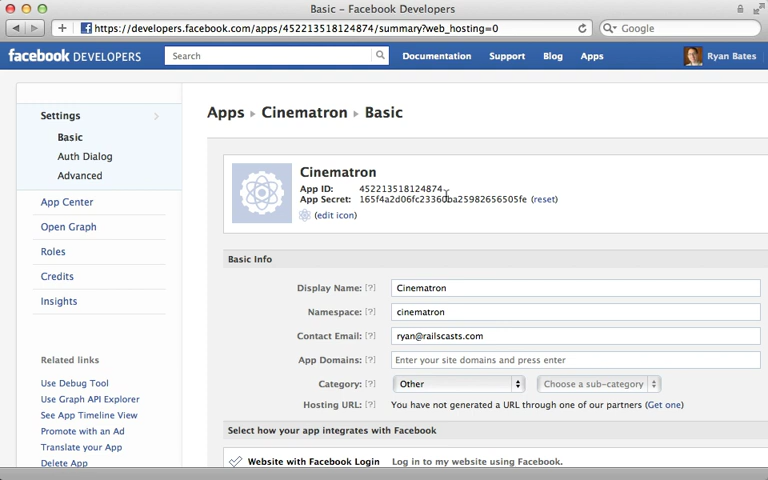 Basic – Facebook Developers
https://developers.facebook.com/apps/452213518124874/summary?web_hosting=0
Google
facebook DEVELOPERS
Search
Documentation Support Blog Apps
Ryan Bates
Settings
Basic
Auth Dialog
Advanced
App Center
Open Graph
Roles
Credits
Insights
Related links
Use Debug Tool
Use Graph API Explorer
See App Timeline View
Promote with an Ad
Translate your App
Delete App
Apps ▸ Cinematron ▸ Basic
Cinematron
App ID: 452213518124874
App Secret: 165f4a2d06fc23360ba25982656505fe (reset)
(edit icon)
Basic Info
Display Name: [?] Cinematron
Namespace: [?] cinematron
Contact Email: [?] ryan@railscasts.com
App Domains: [?] Enter your site domains and press enter
Category: [?] Other Choose a sub-category
Hosting URL: [?] You have not generated a URL through one of our partners (Get one)
Select how your app integrates with Facebook
Website with Facebook Login Log in to my website using Facebook.